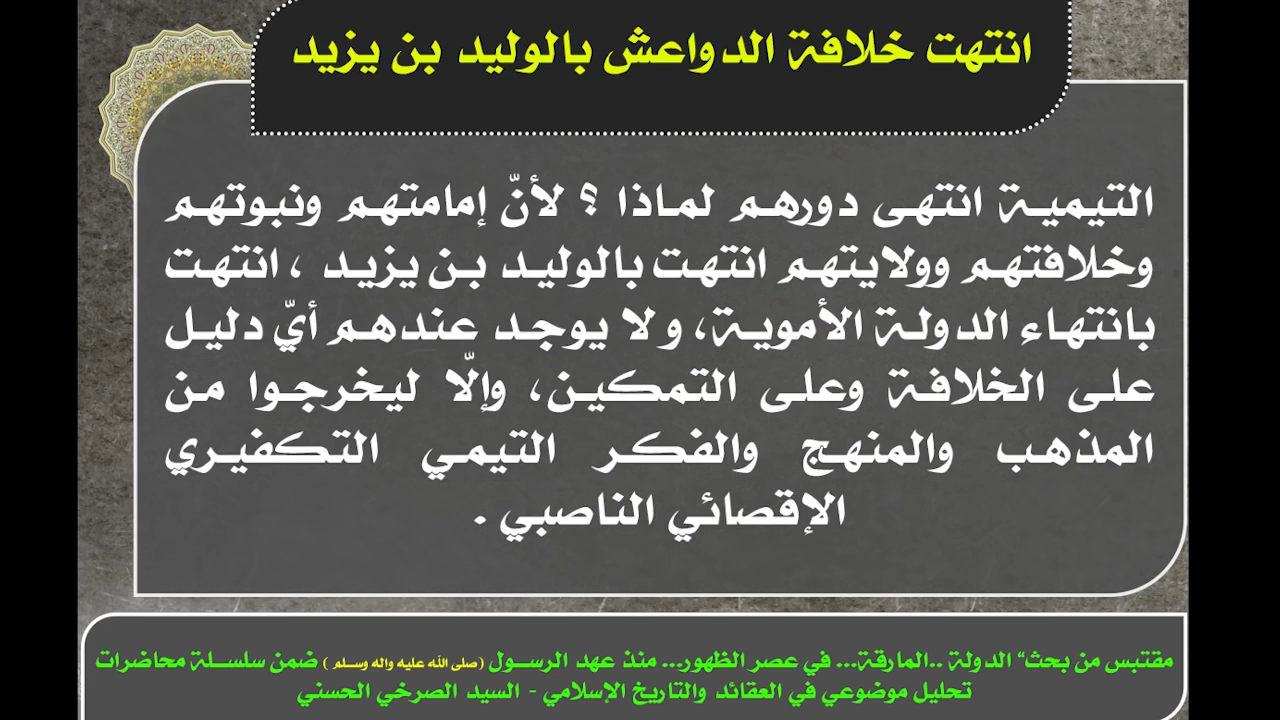 انتهت خلافة الدواعش بالوليد بن يزيد
التيمية انتهى دورهم لماذا ؟ لأنّ إمامتهم ونبوتهم
وخلافتهم وولايتهم انتهت بالوليد بن يزيد ، انتهت
بانتهاء الدولة الأموية، ولا يوجد عندهم أيّ دليل
على الخلافة وعلى التمكين، وإلّا ليخرجوا من
المذهب والمنهج والفكر التيمي التكفيري
الإقصائي الناصبي .
مقتبس من بحث“ الدولة ..المارقة... في عصر الظهور... منذ عهد الرسول (صلى الله عليه واله وسلم ) ضمن سلسلة محاضرات
تحليل موضوعي في العقائد والتاريخ الإسلامي - السيد الصرخي الحسني